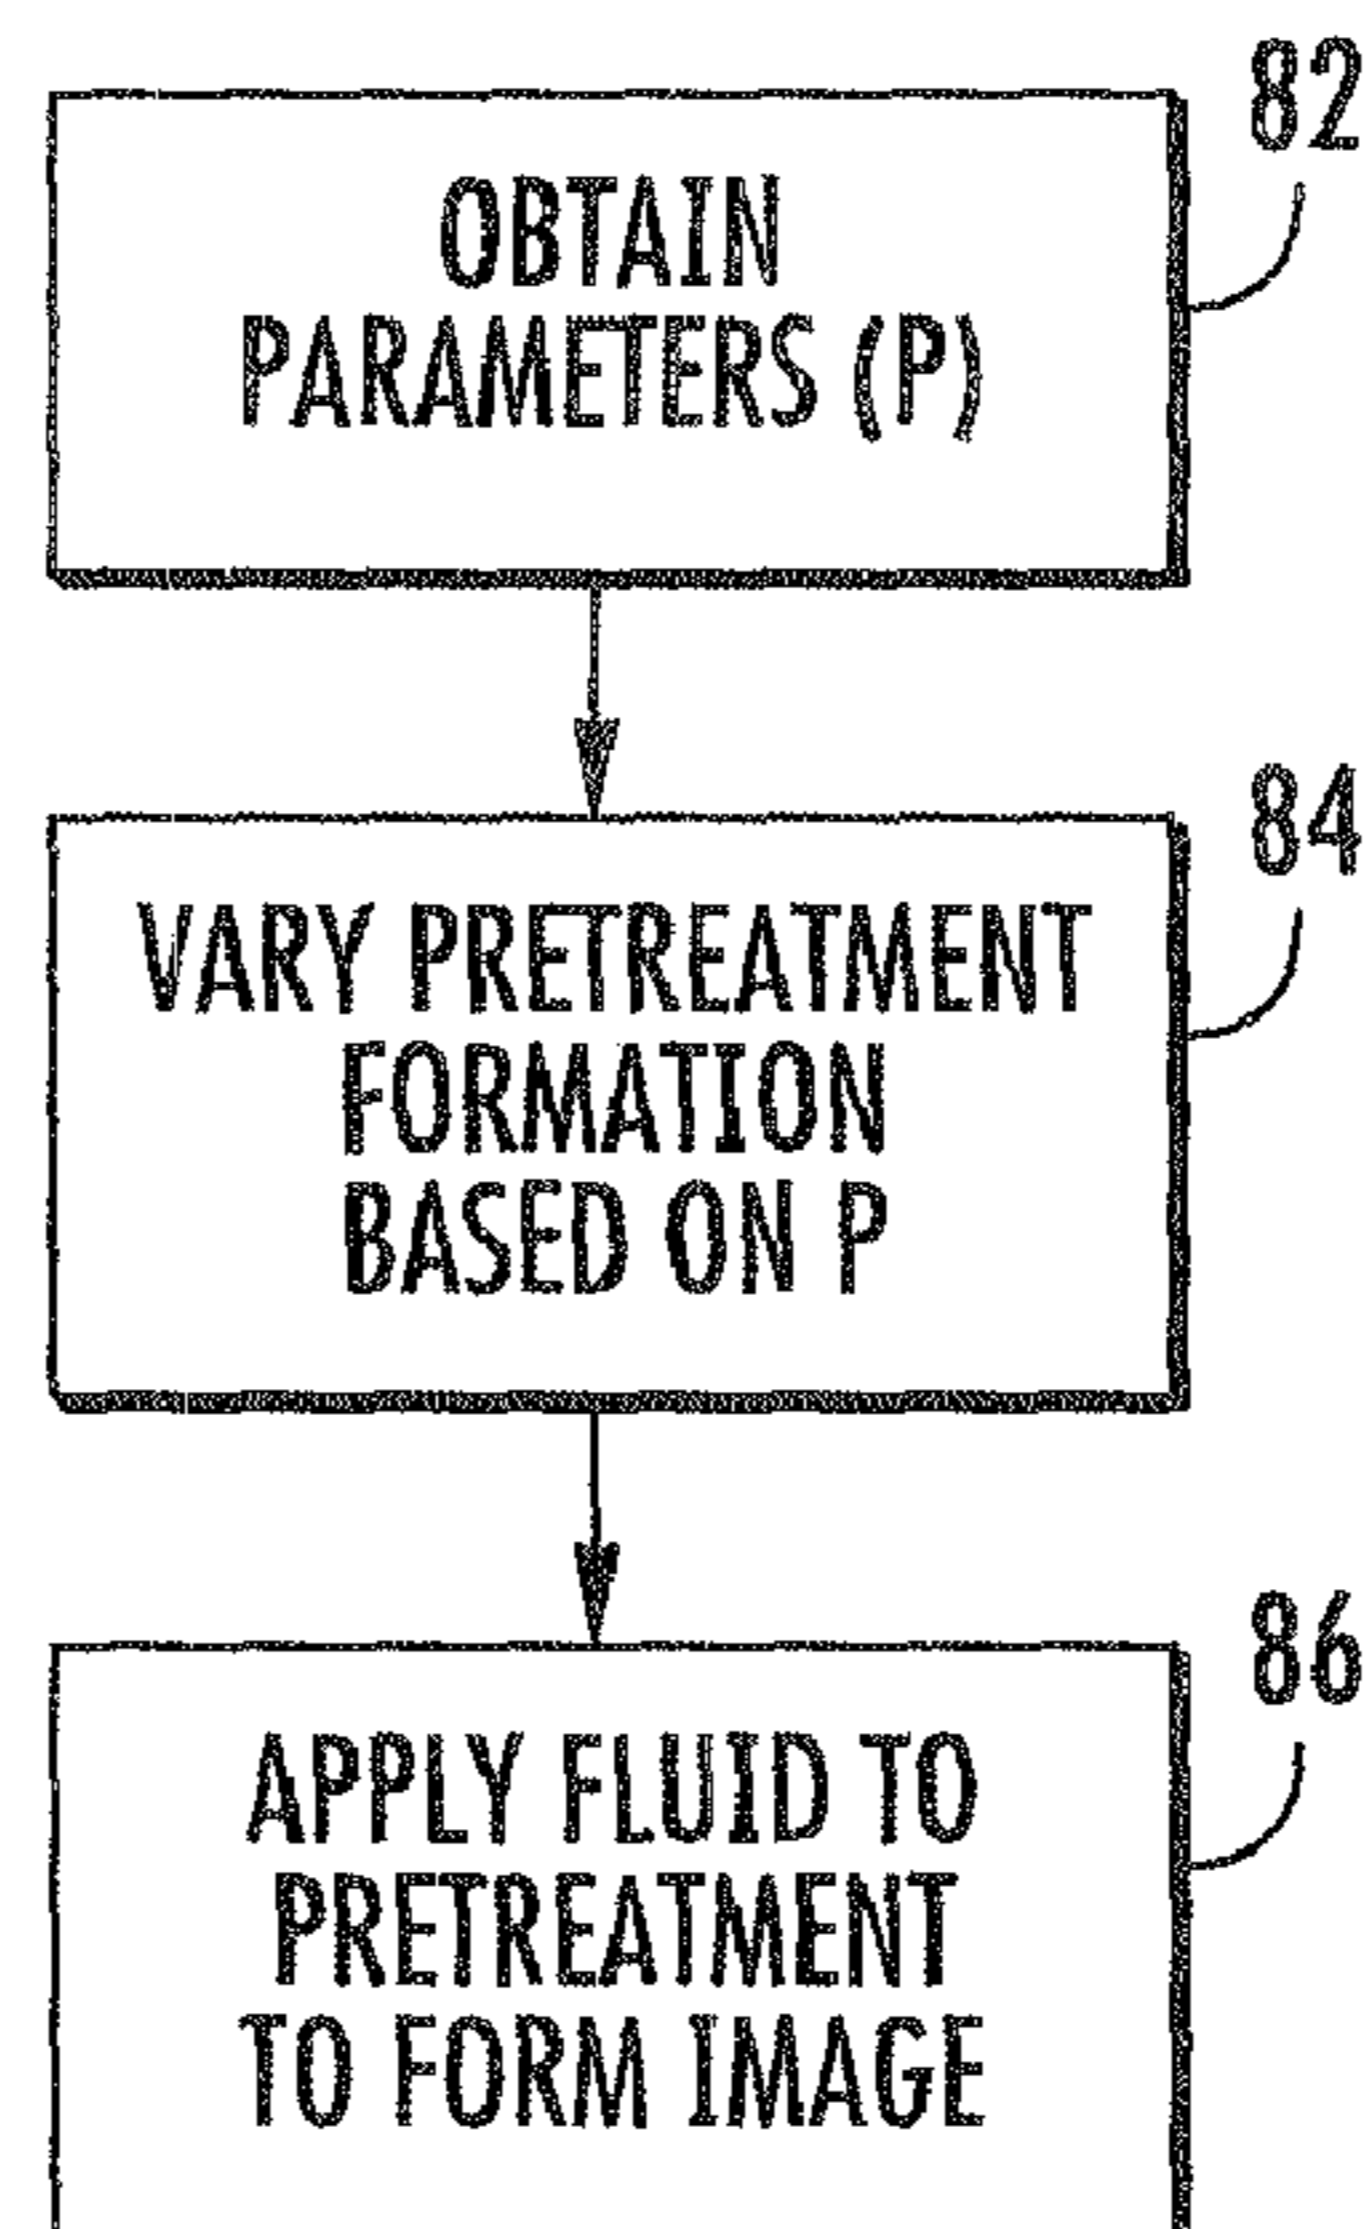 82
OBTAIN
PARAMETERS (P)
84
VARY PRETREATMENT
FORMATION
BASED ON P
86
APPLY FLUID TO
PRETREATMENT
TO FORM IMAGE